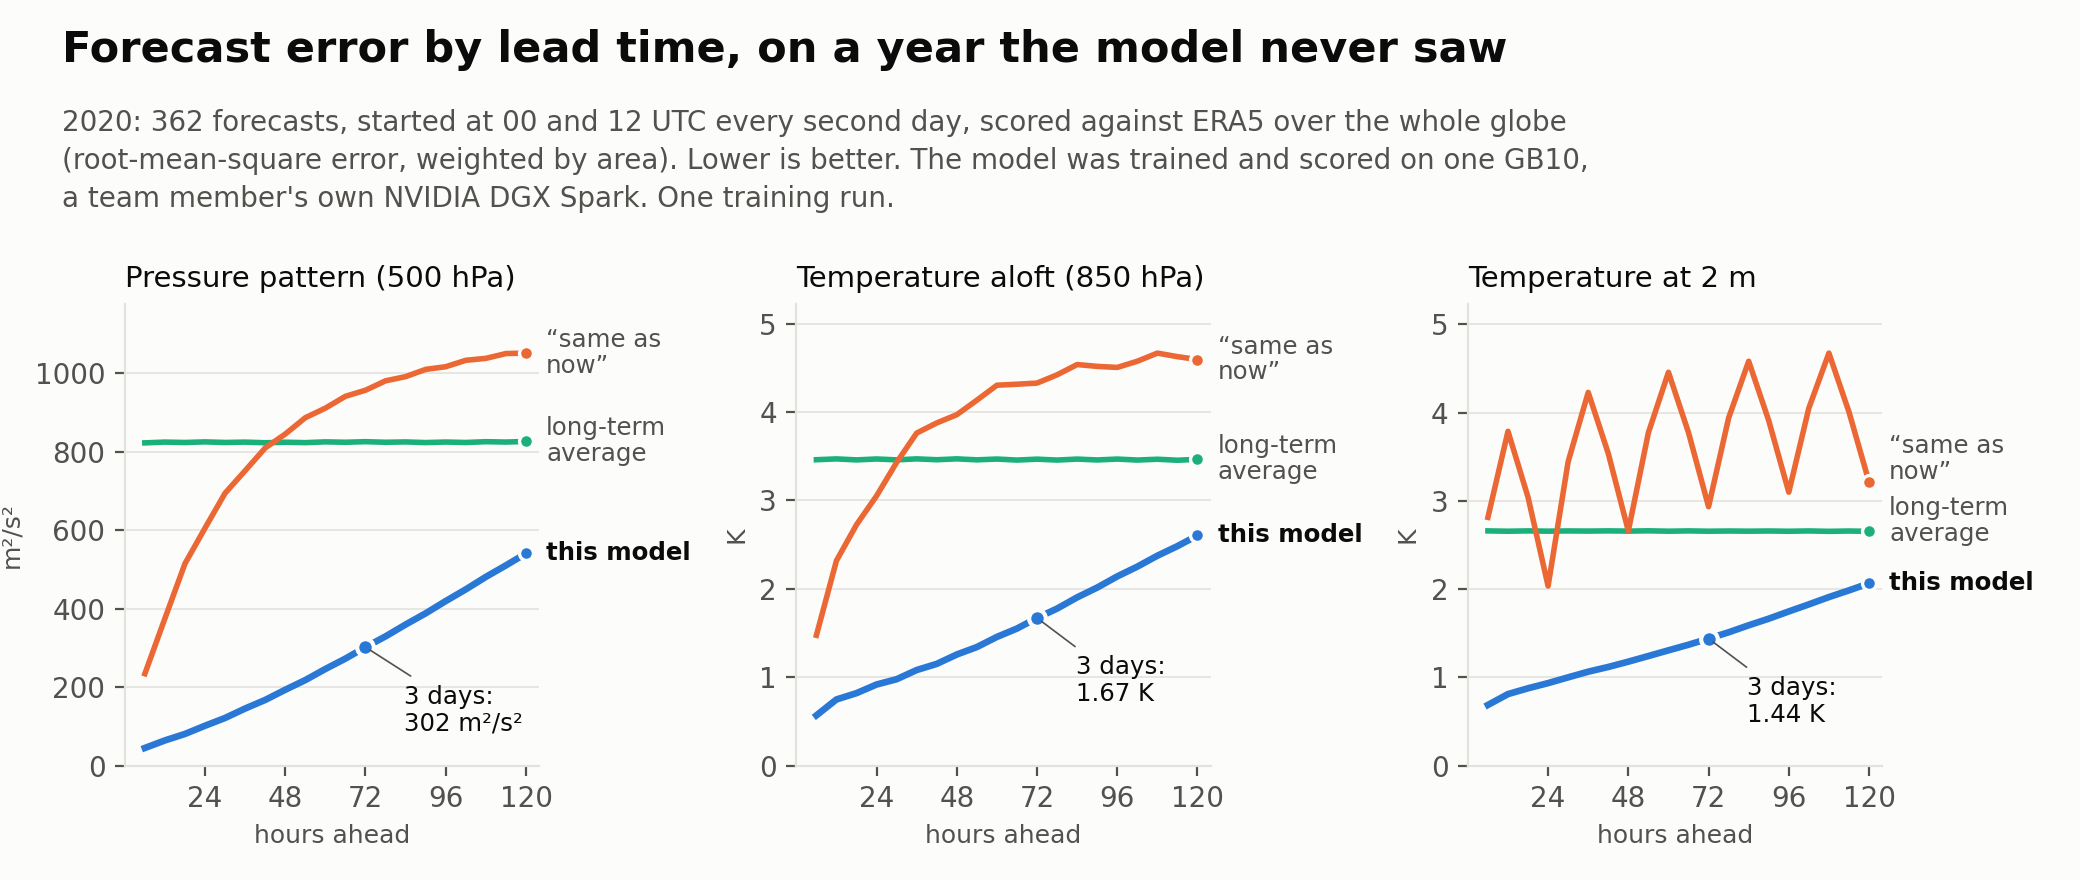 Forecast error by lead time, on a year the model never saw
2020: 362 forecasts, started at 00 and 12 UTC every second day, scored against ERA5 over the whole globe
(root-mean-square error, weighted by area). Lower is better. The model was trained and scored on one GB10,
a team member's own NVIDIA DGX Spark. One training run.
Pressure pattern (500 hPa)
m²/s²
1000
800
600
400
200
0
24 48 72 96 120
hours ahead
“same as
now”
long-term
average
this model
3 days:
302 m²/s²
Temperature aloft (850 hPa)
K
5
4
3
2
1
0
24 48 72 96 120
hours ahead
“same as
now”
long-term
average
this model
3 days:
1.67 K
Temperature at 2 m
K
5
4
3
2
1
0
24 48 72 96 120
hours ahead
“same as
now”
long-term
average
this model
3 days:
1.44 K